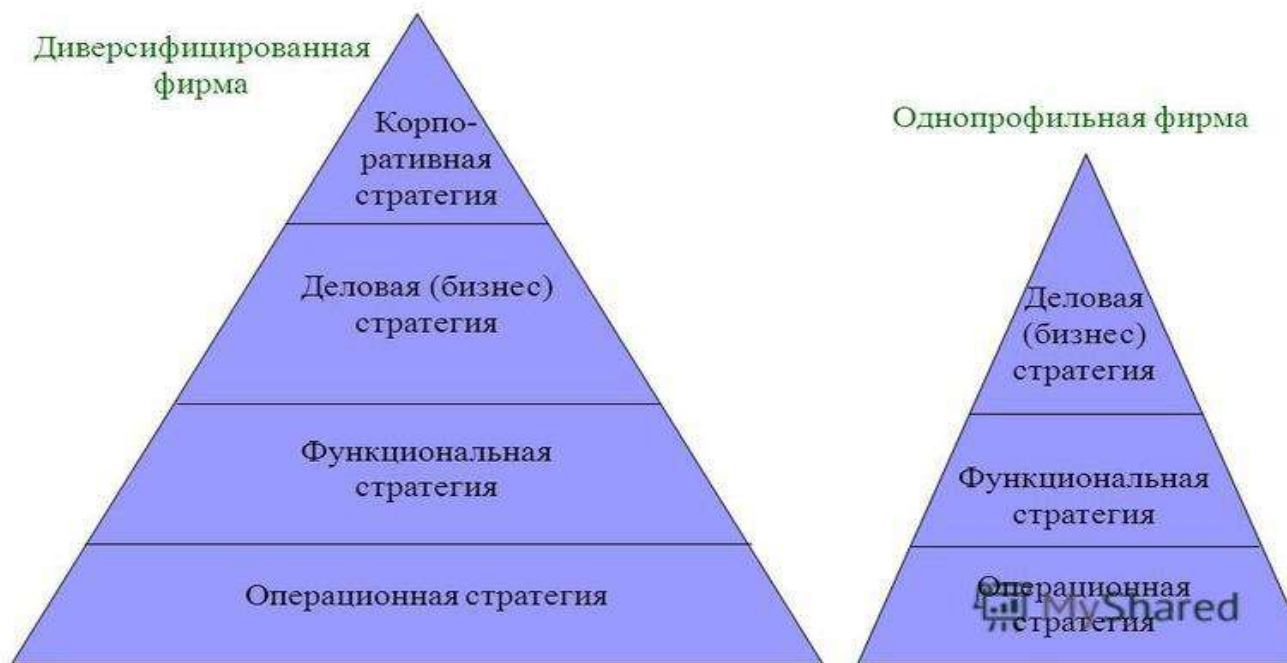 Диверсифицированная
фирма
Корпо-
ративная
стратегия
Деловая (бизнес)
стратегия
Функциональная
стратегия
Операционная стратегия
Однопрофильная фирма
Деловая
(бизнес)
стратегия
Функциональная
стратегия
Операционная
стратегия
MyShared